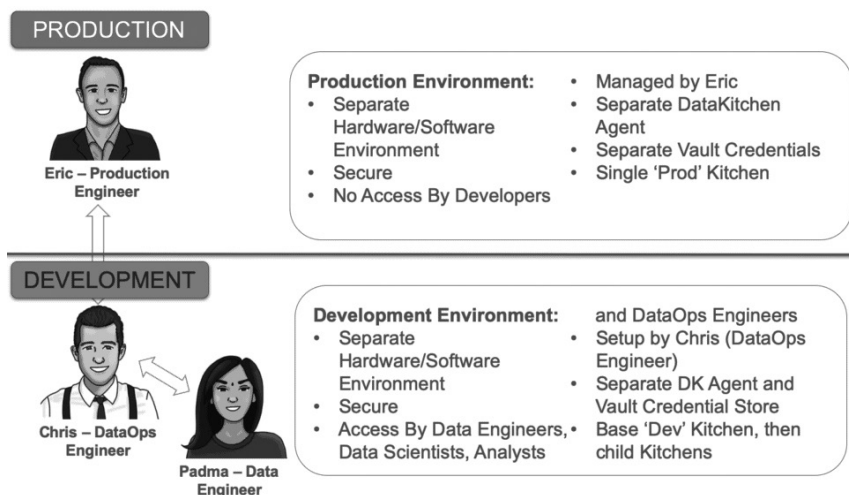 PRODUCTION
Eric – Production
Engineer
Production Environment:
• Separate
Hardware/Software
Environment
• Secure
• No Access By Developers
• Managed by Eric
• Separate DataKitchen
Agent
• Separate Vault Credentials
• Single ‘Prod’ Kitchen
DEVELOPMENT
Chris – DataOps
Engineer
Padma – Data
Engineer
Development Environment:
• Separate
Hardware/Software
Environment
• Secure
• Access By Data Engineers,
Data Scientists, Analysts
and DataOps Engineers
• Setup by Chris (DataOps
Engineer)
• Separate DK Agent and
Vault Credential Store
• Base ‘Dev’ Kitchen, then
child Kitchens